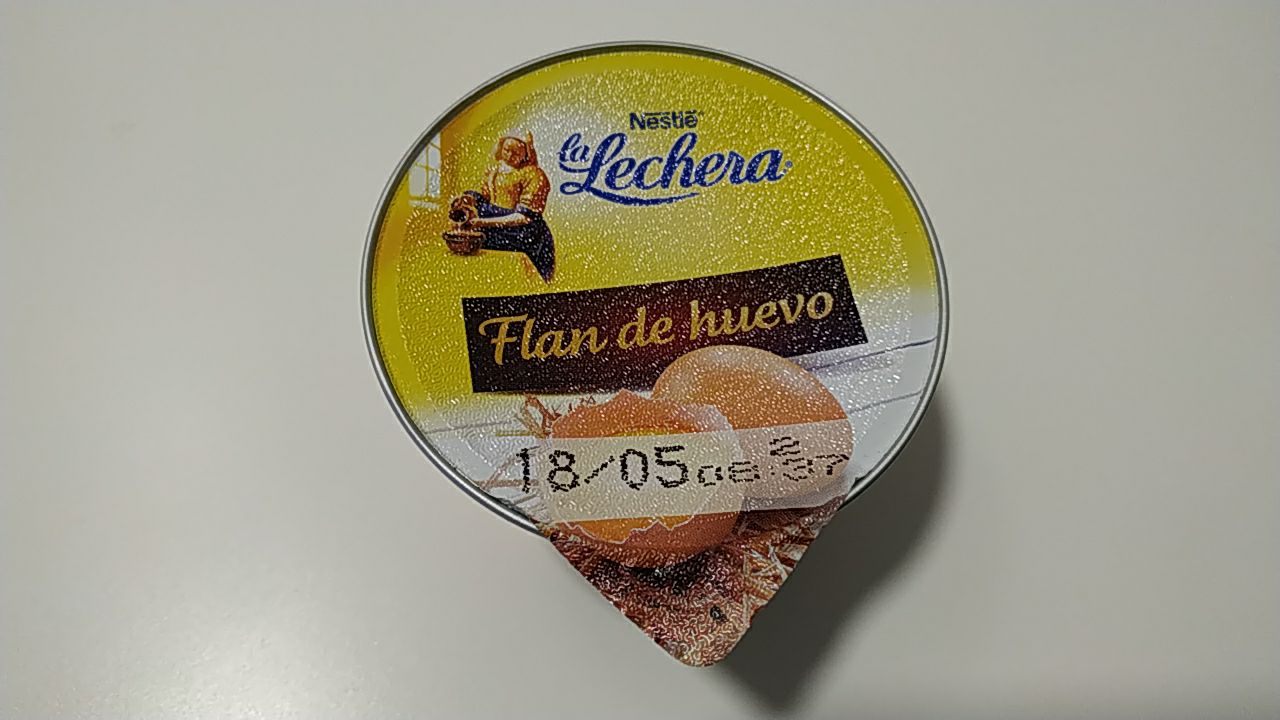 Nestlé
la Lechera
Flan de huevo
18/05